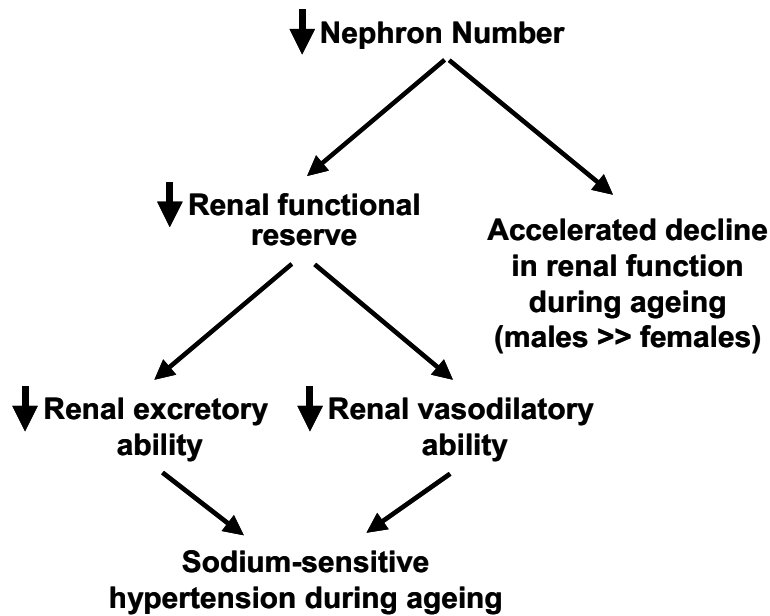 Nephron Number
Renal functional
reserve
Accelerated decline
in renal function
during ageing
(males >> females)
Renal excretory
ability
Renal vasodilatory
ability
Sodium-sensitive
hypertension during ageing